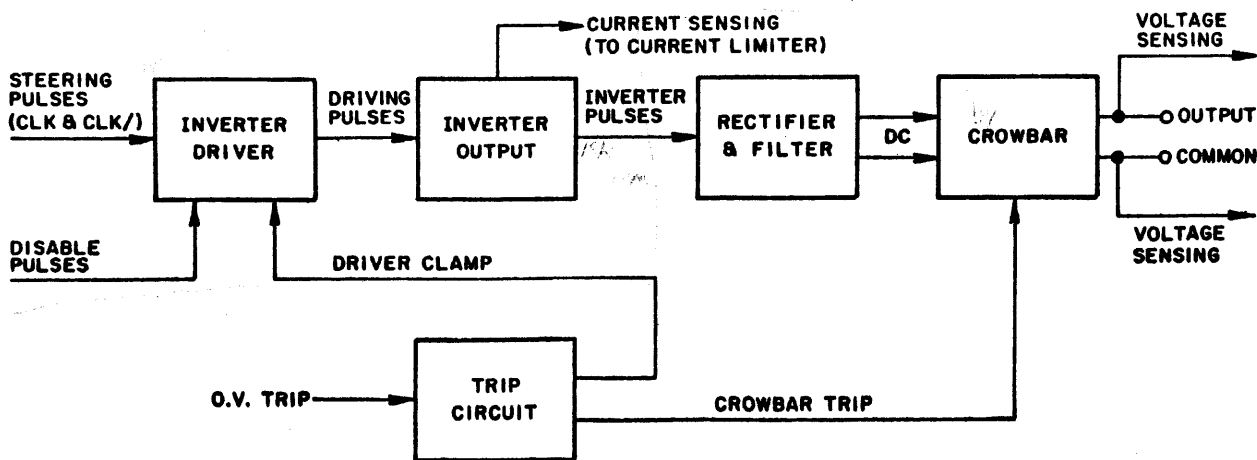 CURRENT SENSING
(TO CURRENT LIMITER)
VOLTAGE
SENSING
STEERING
PULSES
(CLK & CLK/)
INVERTER
DRIVER
DRIVING
PULSES
INVERTER
OUTPUT
INVERTER
PULSES
RECTIFIER
& FILTER
DC
CROWBAR
OUTPUT
COMMON
VOLTAGE
SENSING
DISABLE
PULSES
DRIVER CLAMP
O.V. TRIP
TRIP
CIRCUIT
CROWBAR TRIP